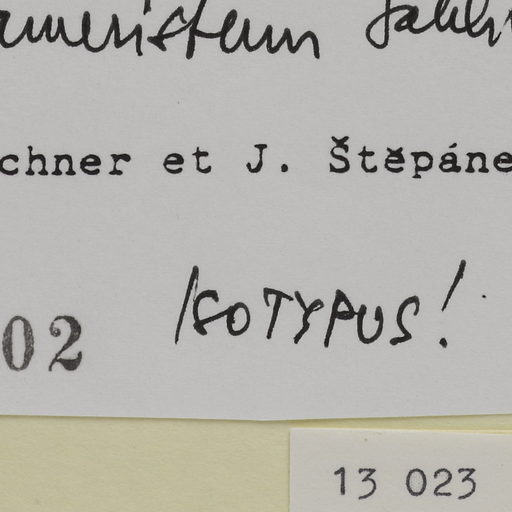 chner et J. Štěpáne
02 ISOTYPUS!
13 023